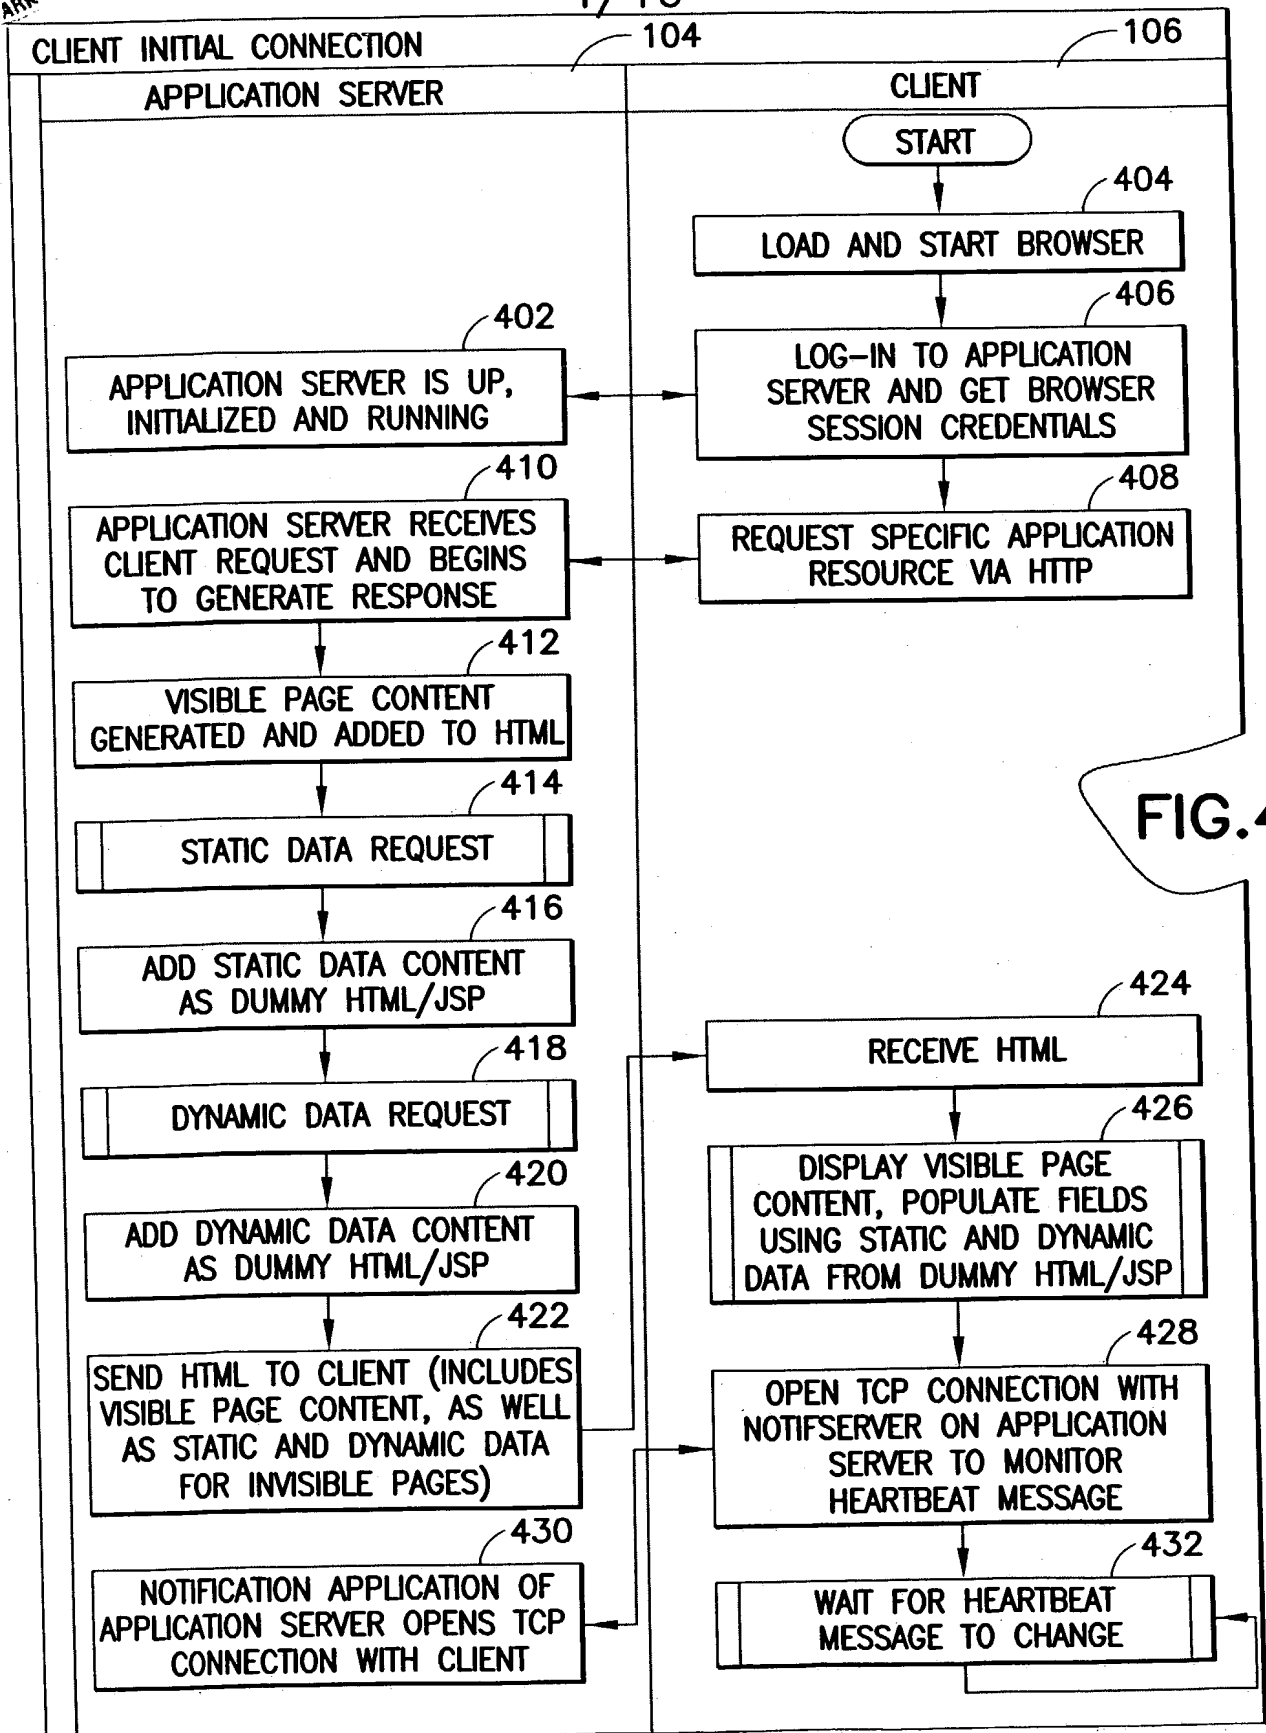 CLIENT INITIAL CONNECTION
104
106
APPLICATION SERVER
CLIENT
START
404
LOAD AND START BROWSER
406
LOG-IN TO APPLICATION
SERVER AND GET BROWSER
SESSION CREDENTIALS
402
APPLICATION SERVER IS UP,
INITIALIZED AND RUNNING
408
REQUEST SPECIFIC APPLICATION
RESOURCE VIA HTTP
410
APPLICATION SERVER RECEIVES
CLIENT REQUEST AND BEGINS
TO GENERATE RESPONSE
412
VISIBLE PAGE CONTENT
GENERATED AND ADDED TO HTML
414
STATIC DATA REQUEST
FIG.4
416
ADD STATIC DATA CONTENT
AS DUMMY HTML/JSP
418
DYNAMIC DATA REQUEST
420
ADD DYNAMIC DATA CONTENT
AS DUMMY HTML/JSP
422
SEND HTML TO CLIENT (INCLUDES
VISIBLE PAGE CONTENT, AS WELL
AS STATIC AND DYNAMIC DATA
FOR INVISIBLE PAGES)
424
RECEIVE HTML
426
DISPLAY VISIBLE PAGE
CONTENT, POPULATE FIELDS
USING STATIC AND DYNAMIC
DATA FROM DUMMY HTML/JSP
428
OPEN TCP CONNECTION WITH
NOTIFSERVER ON APPLICATION
SERVER TO MONITOR
HEARTBEAT MESSAGE
430
NOTIFICATION APPLICATION OF
APPLICATION SERVER OPENS TCP
CONNECTION WITH CLIENT
432
WAIT FOR HEARTBEAT
MESSAGE TO CHANGE